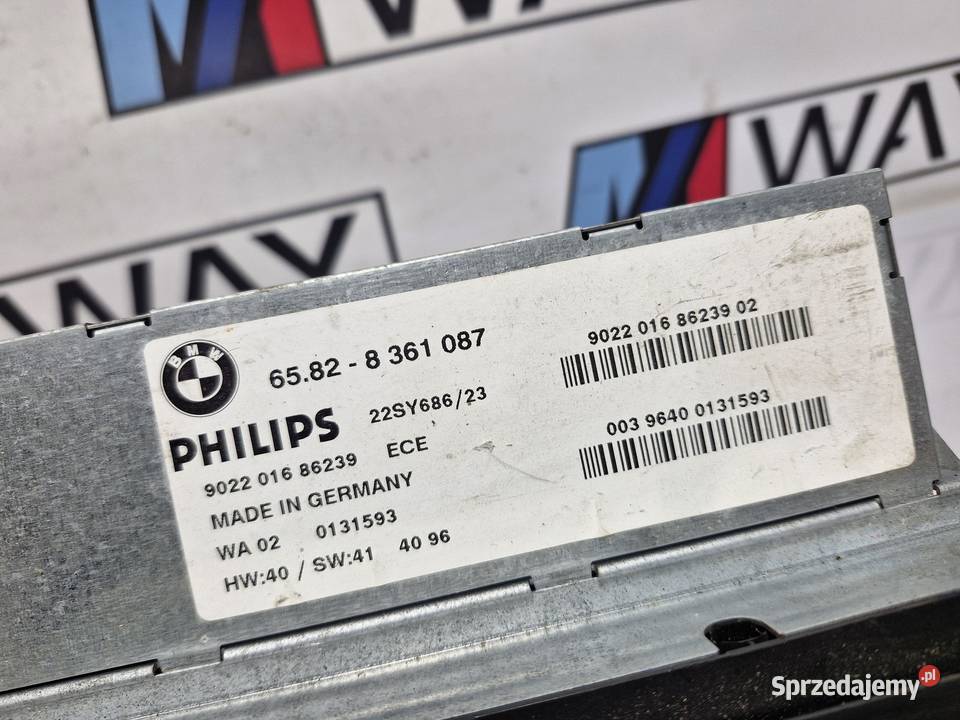 WAY
WAY
WAY
BMW
65.82 - 8 361 087
PHILIPS 22SY686/23
9022 016 86239 ECE
MADE IN GERMANY
WA 02 0131593
HW:40 / SW:41 40 96
9022 016 86239 02
003 9640 0131593
Sprzedajemy.pl